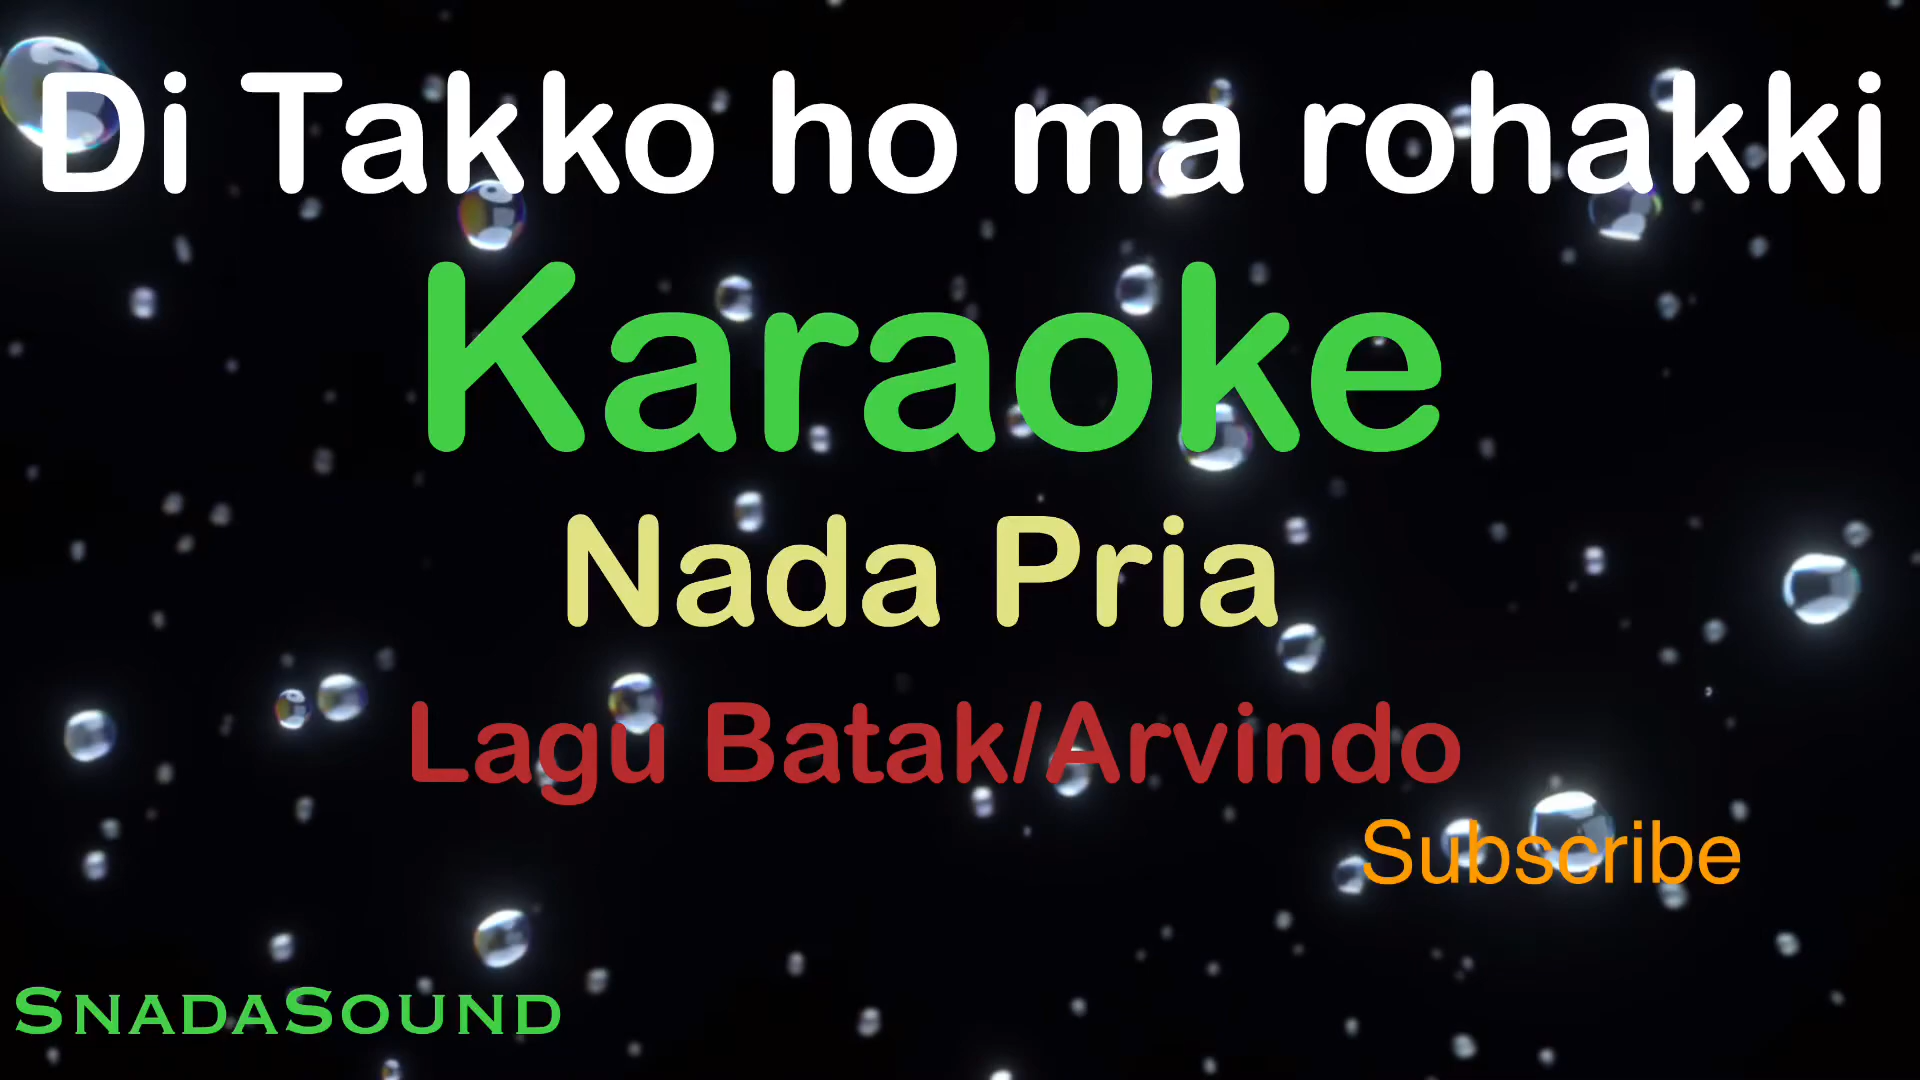 Di Takko ho ma rohakki
Karaoke
Nada Pria
Lagu Batak/Arvindo
Subscribe
SnadaSound